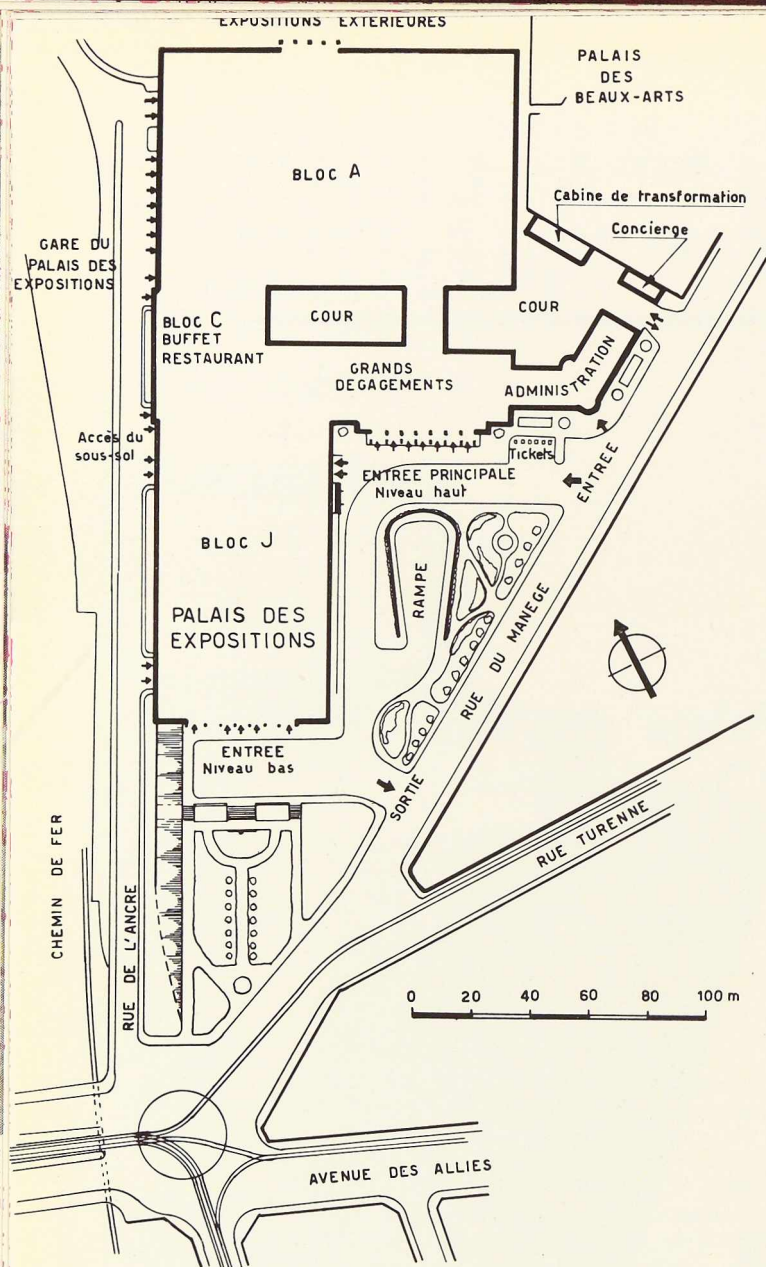 EXPOSITIONS EXTERIEURES
PALAIS
DES
BEAUX-ARTS
BLOC A
Cabine de transformation
Concierge
GARE DU
PALAIS DES
EXPOSITIONS
BLOC C
BUFFET
RESTAURANT
COUR
COUR
GRANDS
DEGAGEMENTS
ADMINISTRATION
Accès du
sous-sol
Tickets
ENTREE
ENTREE PRINCIPALE
Niveau haut
BLOC J
RAMPE
PALAIS DES
EXPOSITIONS
RUE DU MANEGE
ENTREE
Niveau bas
SORTIE
RUE TURENNE
CHEMIN DE FER
RUE DE L'ANCRE
0 20 40 60 80 100 m
AVENUE DES ALLIES